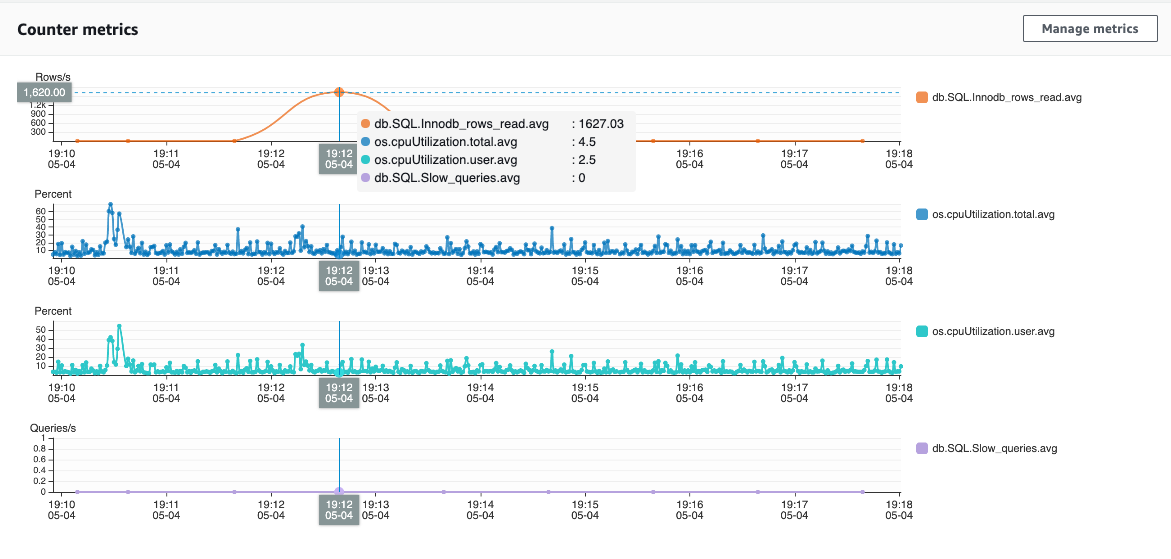 Counter metrics
Manage metrics
Rows/s
1,620.00
1.2k
900
600
300
db.SQL.Innodb_rows_read.avg : 1627.03
os.cpuUtilization.total.avg : 4.5
os.cpuUtilization.user.avg : 2.5
db.SQL.Slow_queries.avg : 0
19:10 19:11 19:12 19:12 19:16 19:17 19:18
05-04 05-04 05-04 05-04 05-04 05-04 05-04
db.SQL.Innodb_rows_read.avg
Percent
60
50
40
30
20
10
19:10 19:11 19:12 19:12 19:13 19:14 19:15 19:16 19:17 19:18
05-04 05-04 05-04 05-04 05-04 05-04 05-04 05-04 05-04 05-04
os.cpuUtilization.total.avg
Percent
50
40
30
20
10
19:10 19:11 19:12 19:12 19:13 19:14 19:15 19:16 19:17 19:18
05-04 05-04 05-04 05-04 05-04 05-04 05-04 05-04 05-04 05-04
os.cpuUtilization.user.avg
Queries/s
1
0.8
0.6
0.4
0.2
0
19:10 19:11 19:12 19:12 19:13 19:14 19:15 19:16 19:17 19:18
05-04 05-04 05-04 05-04 05-04 05-04 05-04 05-04 05-04 05-04
db.SQL.Slow_queries.avg